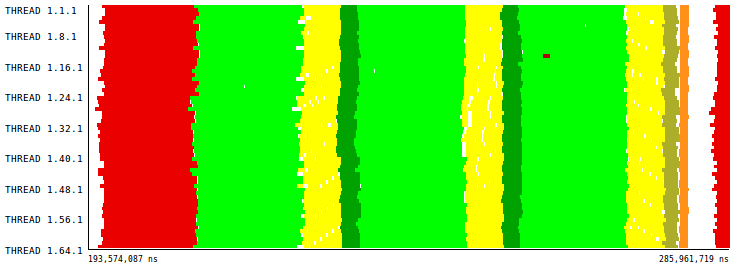 THREAD 1.1.1
THREAD 1.8.1
THREAD 1.16.1
THREAD 1.24.1
THREAD 1.32.1
THREAD 1.40.1
THREAD 1.48.1
THREAD 1.56.1
THREAD 1.64.1
193,574,087 ns 285,961,719 ns